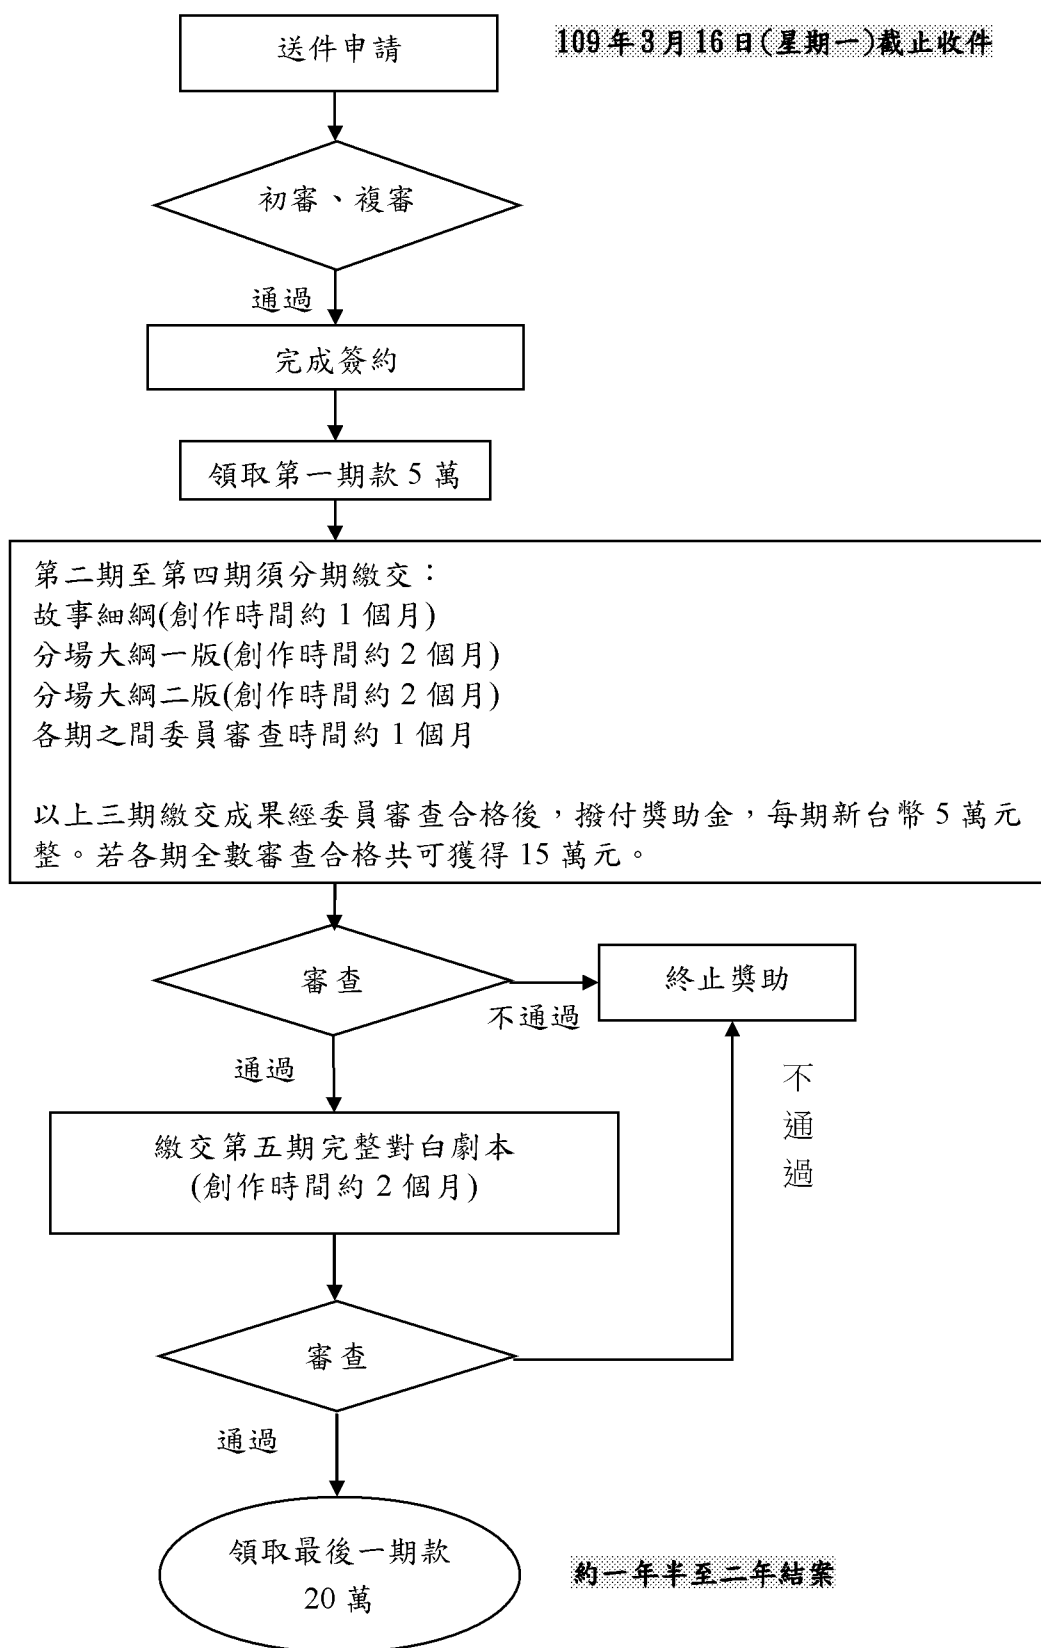 送件申請
109年3月16日(星期一)截止收件
初審、複審
通過
完成簽約
領取第一期款 5 萬
第二期至第四期須分期繳交：
故事細綱(創作時間約 1 個月)
分場大綱一版(創作時間約 2 個月)
分場大綱二版(創作時間約 2 個月)
各期之間委員審查時間約 1 個月
以上三期繳交成果經委員審查合格後，撥付獎助金，每期新台幣 5 萬元
整。若各期全數審查合格共可獲得 15 萬元。
審查
不通過
終止獎助
通過
不
通
過
繳交第五期完整對白劇本
(創作時間約 2 個月)
審查
通過
領取最後一期款
20 萬
約一年半至二年結案